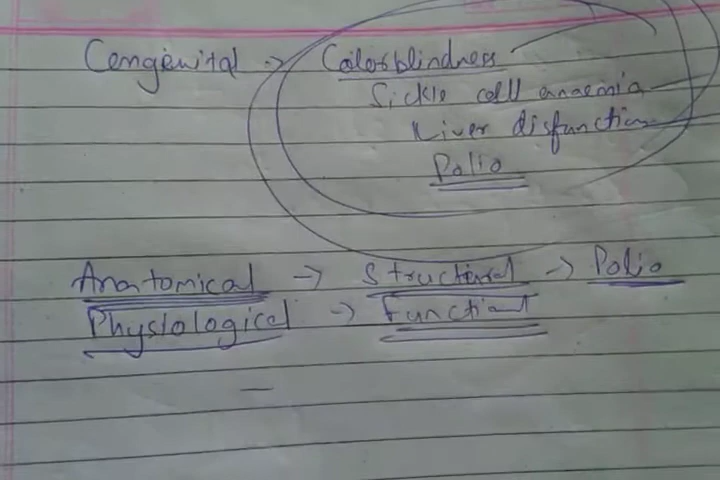 Congenital → Colorblindness
Sickle cell anaemia
Liver disfunction
Polio
Anatomical → Structural → Polio
Physiological → Functional